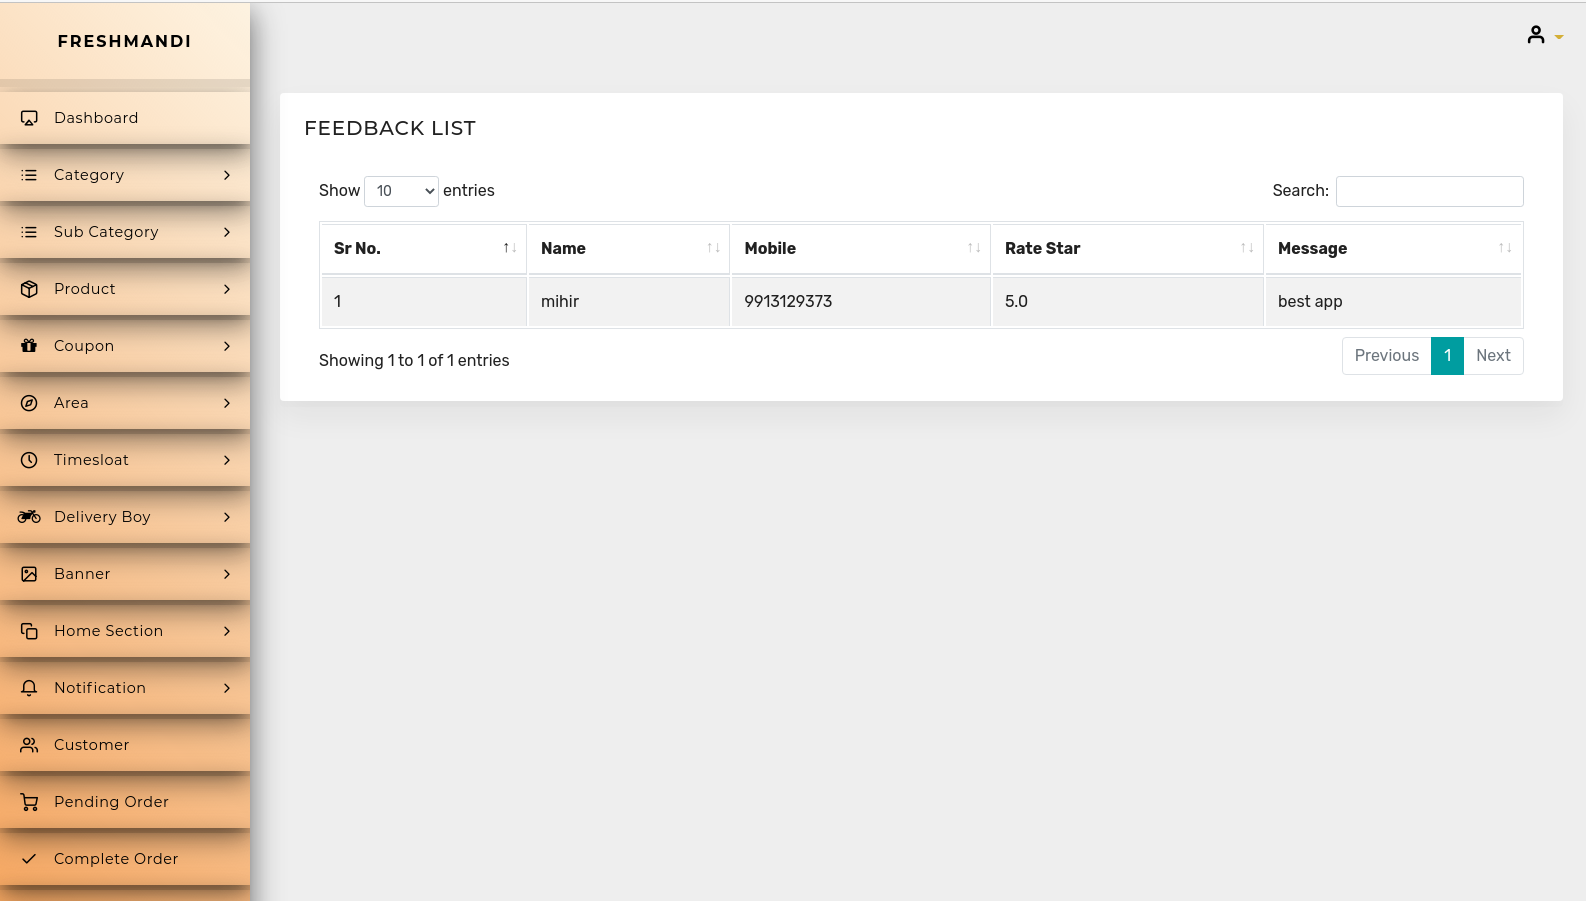 FRESHMANDI
Dashboard
Category
Sub Category
Product
Coupon
Area
Timesloat
Delivery Boy
Banner
Home Section
Notification
Customer
Pending Order
Complete Order
FEEDBACK LIST
Show 10 entries Search:
Sr No. Name Mobile Rate Star Message
1 mihir 9913129373 5.0 best app
Showing 1 to 1 of 1 entries Previous 1 Next